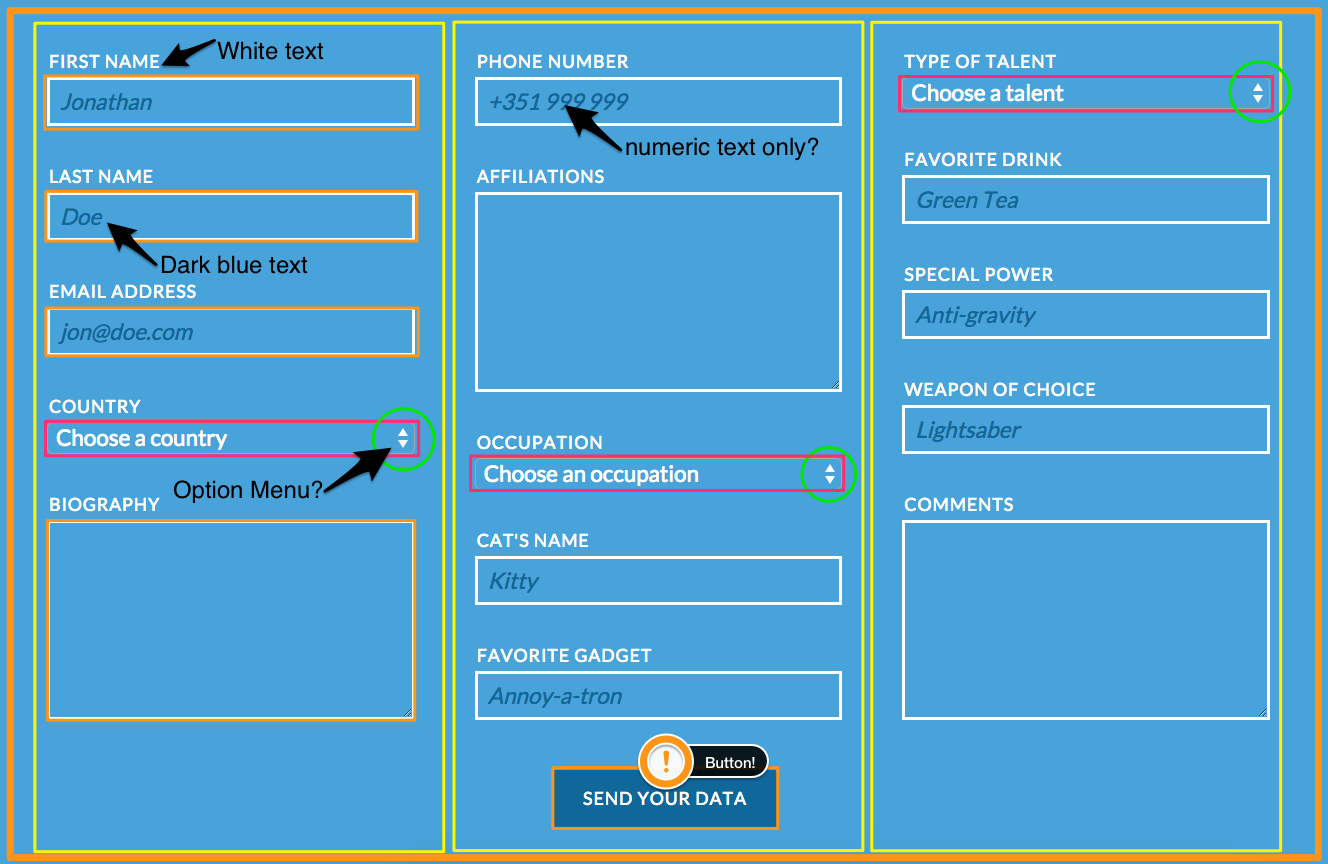 FIRST NAME
White text
Jonathan
LAST NAME
Doe
Dark blue text
EMAIL ADDRESS
jon@doe.com
COUNTRY
Choose a country
Option Menu?
BIOGRAPHY
PHONE NUMBER
+351 999 999
numeric text only?
AFFILIATIONS
OCCUPATION
Choose an occupation
CAT'S NAME
Kitty
FAVORITE GADGET
Annoy-a-tron
!
Button!
SEND YOUR DATA
TYPE OF TALENT
Choose a talent
FAVORITE DRINK
Green Tea
SPECIAL POWER
Anti-gravity
WEAPON OF CHOICE
Lightsaber
COMMENTS